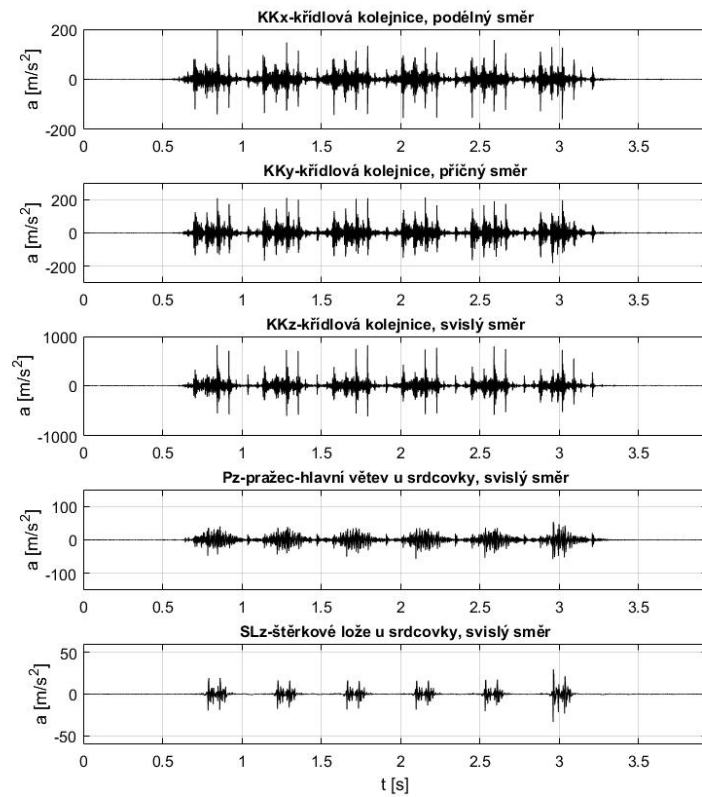 KKx-křídlová kolejnice, podélný směr
200
0
-200
a [m/s²]
0 0.5 1 1.5 2 2.5 3 3.5
KKy-křídlová kolejnice, příčný směr
200
0
-200
a [m/s²]
0 0.5 1 1.5 2 2.5 3 3.5
KKz-křídlová kolejnice, svislý směr
1000
0
-1000
a [m/s²]
0 0.5 1 1.5 2 2.5 3 3.5
Pz-pražec-hlavní větev u srdcovky, svislý směr
100
0
-100
a [m/s²]
0 0.5 1 1.5 2 2.5 3 3.5
SLz-štěrkové lože u srdcovky, svislý směr
50
0
-50
a [m/s²]
0 0.5 1 1.5 2 2.5 3 3.5
t [s]